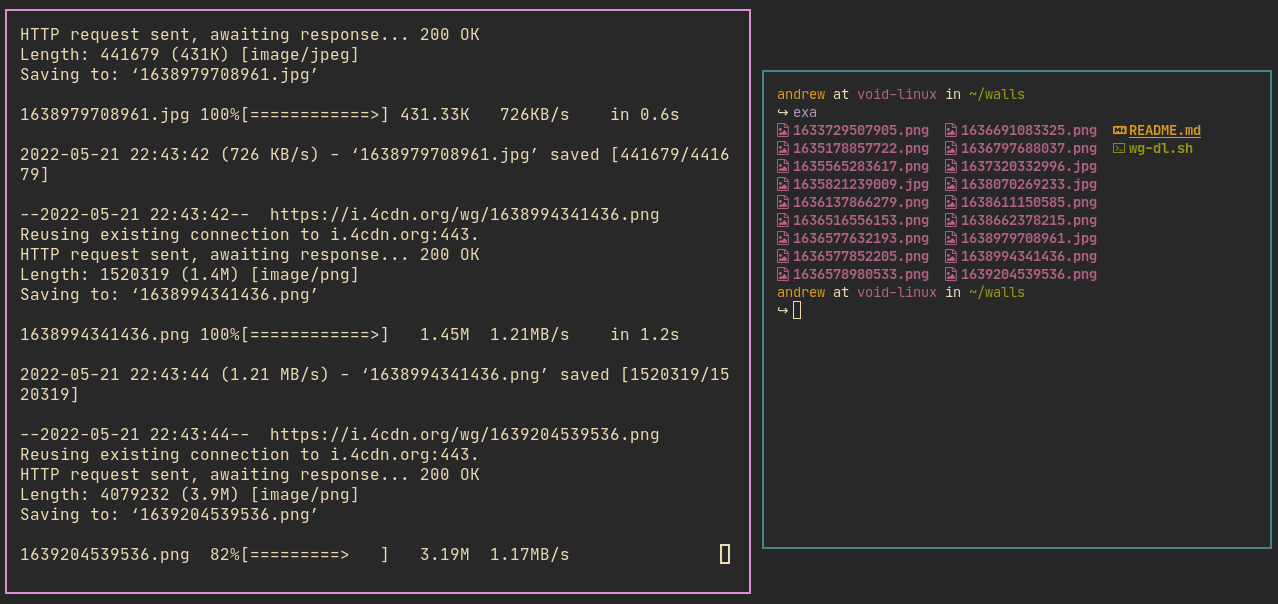 HTTP request sent, awaiting response... 200 OK
Length: 441679 (431K) [image/jpeg]
Saving to: ‘1638979708961.jpg’
1638979708961.jpg 100%[============>] 431.33K   726KB/s    in 0.6s
2022-05-21 22:43:42 (726 KB/s) - ‘1638979708961.jpg’ saved [441679/4416
79]
--2022-05-21 22:43:42--  https://i.4cdn.org/wg/1638994341436.png
Reusing existing connection to i.4cdn.org:443.
HTTP request sent, awaiting response... 200 OK
Length: 1520319 (1.4M) [image/png]
Saving to: ‘1638994341436.png’
1638994341436.png 100%[============>]   1.45M  1.21MB/s    in 1.2s
2022-05-21 22:43:44 (1.21 MB/s) - ‘1638994341436.png’ saved [1520319/15
20319]
--2022-05-21 22:43:44--  https://i.4cdn.org/wg/1639204539536.png
Reusing existing connection to i.4cdn.org:443.
HTTP request sent, awaiting response... 200 OK
Length: 4079232 (3.9M) [image/png]
Saving to: ‘1639204539536.png’
1639204539536.png  82%[=========>   ]   3.19M  1.17MB/s
andrew at void-linux in ~/walls
↪ exa
1633729507905.png  1636691083325.png  README.md
1635178857722.png  1636797688037.png  wg-dl.sh
1635565283617.png  1637320332996.jpg
1635821239009.jpg  1638070269233.jpg
1636137866279.png  1638611150585.png
1636516556153.png  1638662378215.png
1636577632193.png  1638979708961.jpg
1636577852205.png  1638994341436.png
1636578980533.png  1639204539536.png
andrew at void-linux in ~/walls
↪